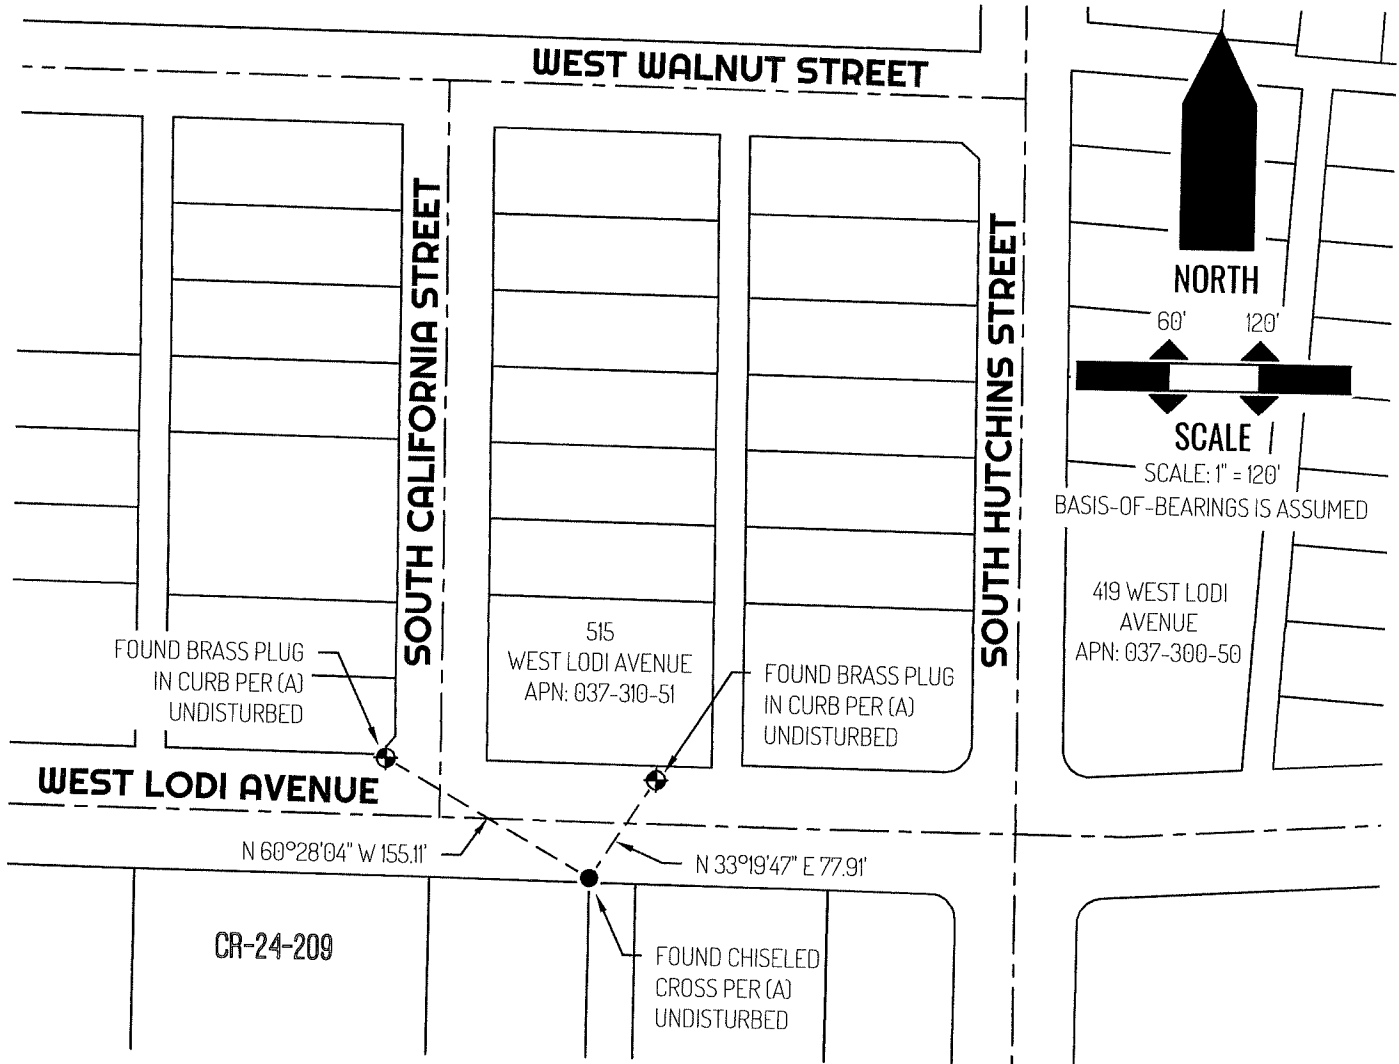 WEST WALNUT STREET
SOUTH CALIFORNIA STREET
SOUTH HUTCHINS STREET
NORTH
60' 120'
SCALE
SCALE: 1" = 120'
BASIS-OF-BEARINGS IS ASSUMED
419 WEST LODI
AVENUE
APN: 037-300-50
515
WEST LODI AVENUE
APN: 037-310-51
FOUND BRASS PLUG
IN CURB PER (A)
UNDISTURBED
FOUND BRASS PLUG
IN CURB PER (A)
UNDISTURBED
WEST LODI AVENUE
N 60°28'04" W 155.11'
N 33°19'47" E 77.91'
CR-24-209
FOUND CHISELED
CROSS PER (A)
UNDISTURBED